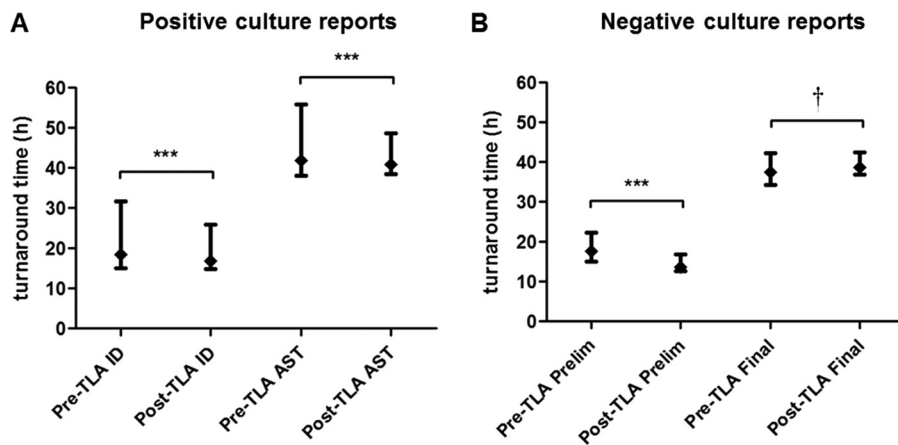 A Positive culture reports
turnaround time (h)
60
50
40
30
20
10
0
***
***
Pre-TLA ID
Post-TLA ID
Pre-TLA AST
Post-TLA AST
B Negative culture reports
turnaround time (h)
60
50
40
30
20
10
0
***
†
Pre-TLA Prelim
Post-TLA Prelim
Pre-TLA Final
Post-TLA Final